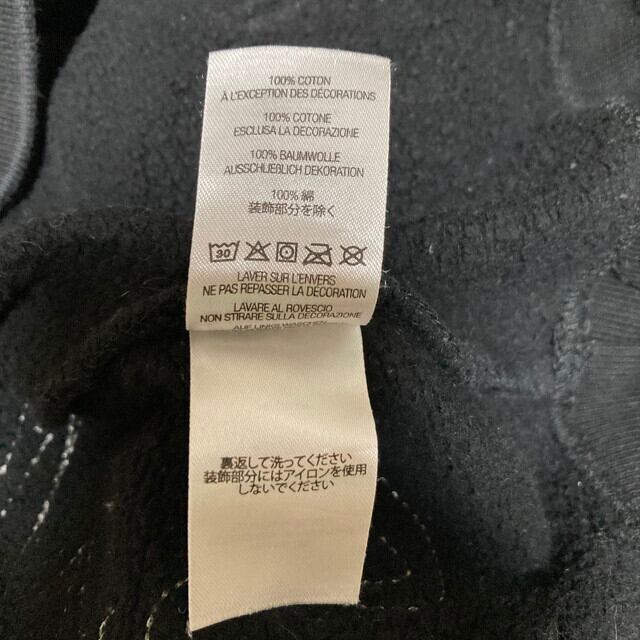 100% COTON
À L'EXCEPTION DES DÉCORATIONS
100% COTONE
ESCLUSA LA DECORAZIONE
100% BAUMWOLLE
AUSSCHLIEßLICH DEKORATION
100% 綿
装飾部分を除く
30
LAVER SUR L'ENVERS
NE PAS REPASSER LA DÉCORATION
LAVARE AL ROVESCIO
NON STIRARE SULLA DECORAZIONE
裏返して洗ってください
装飾部分にはアイロンを使用
しないでください